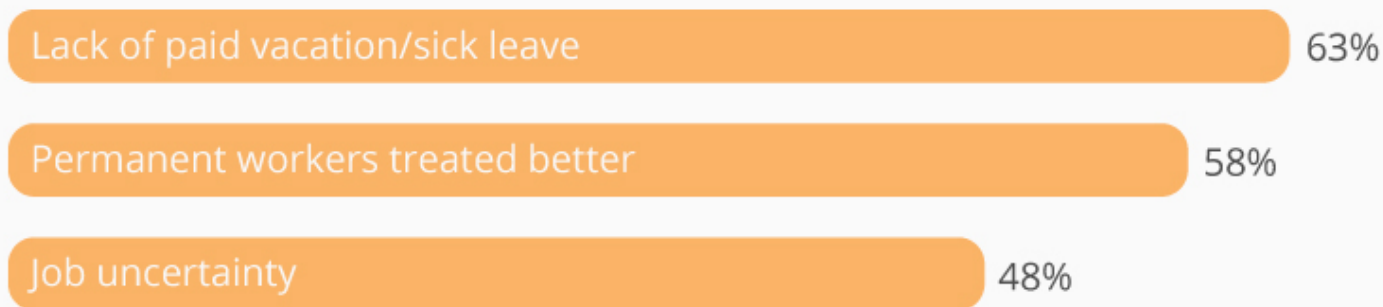 Lack of paid vacation/sick leave 63%
Permanent workers treated better 58%
Job uncertainty 48%